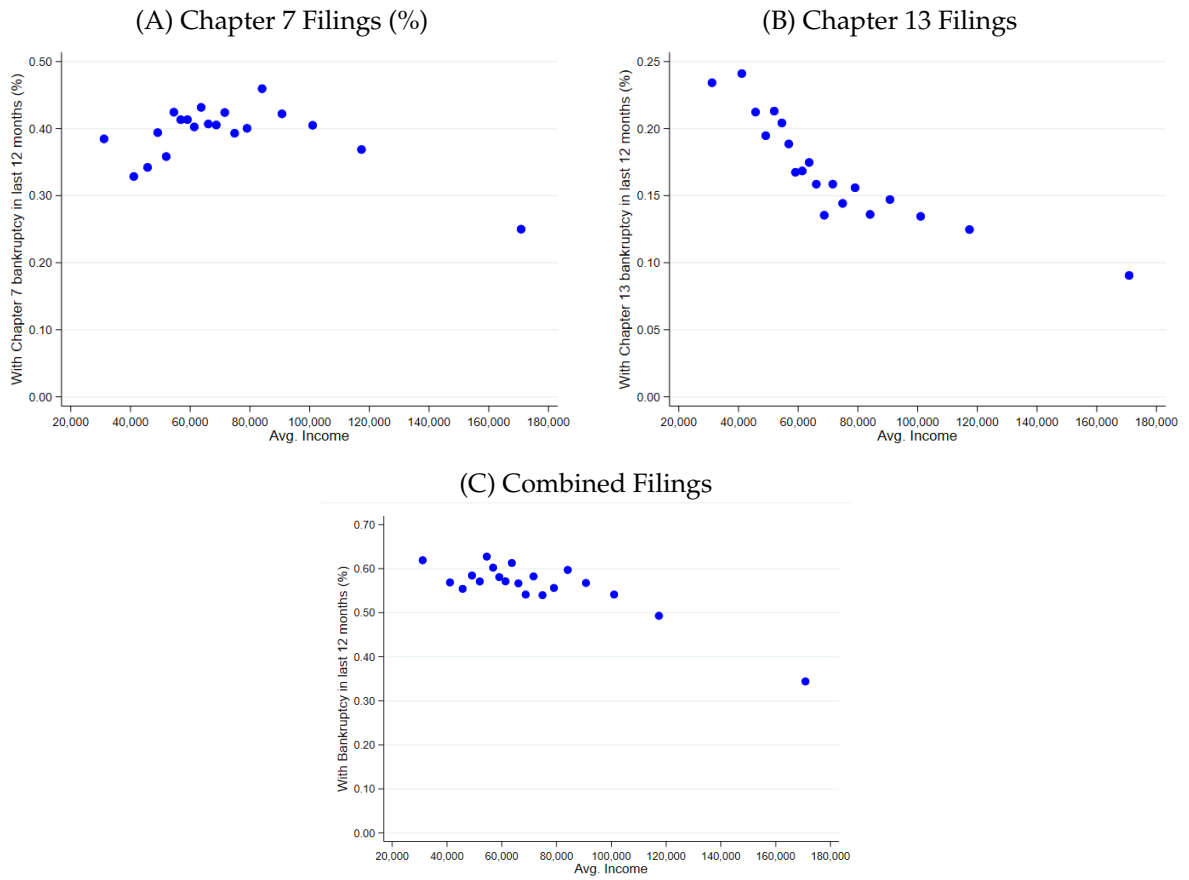 (A) Chapter 7 Filings (%)
With Chapter 7 bankruptcy in last 12 months (%)
0.50
0.40
0.30
0.20
0.10
0.00
20,000 40,000 60,000 80,000 100,000 120,000 140,000 160,000 180,000
Avg. Income
(B) Chapter 13 Filings
With Chapter 13 bankruptcy in last 12 months (%)
0.25
0.20
0.15
0.10
0.05
0.00
20,000 40,000 60,000 80,000 100,000 120,000 140,000 160,000 180,000
Avg. Income
(C) Combined Filings
With Bankruptcy in last 12 months (%)
0.70
0.60
0.50
0.40
0.30
0.20
0.10
0.00
20,000 40,000 60,000 80,000 100,000 120,000 140,000 160,000 180,000
Avg. Income